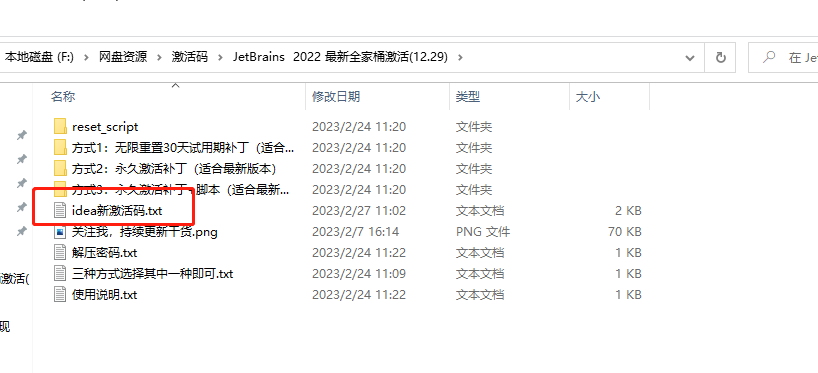 本地磁盘 (F:) > 网盘资源 > 激活码 > JetBrains 2022 最新全家桶激活(12.29) > 在 Je
名称 修改日期 类型 大小
reset_script 2023/2/24 11:20 文件夹
方式1：无限重置30天试用期补丁（适合... 2023/2/24 11:20 文件夹
方式2：永久激活补丁（适合最新版本） 2023/2/24 11:20 文件夹
方式3：永久激活补丁+脚本（适合最新... 2023/2/24 11:20 文件夹
idea新激活码.txt 2023/2/27 11:02 文本文档 2 KB
关注我，持续更新干货.png 2023/2/7 16:14 PNG 文件 70 KB
解压密码.txt 2023/2/24 11:22 文本文档 1 KB
三种方式选择其中一种即可.txt 2023/2/24 11:09 文本文档 1 KB
使用说明.txt 2023/2/24 11:22 文本文档 1 KB
激活(
现